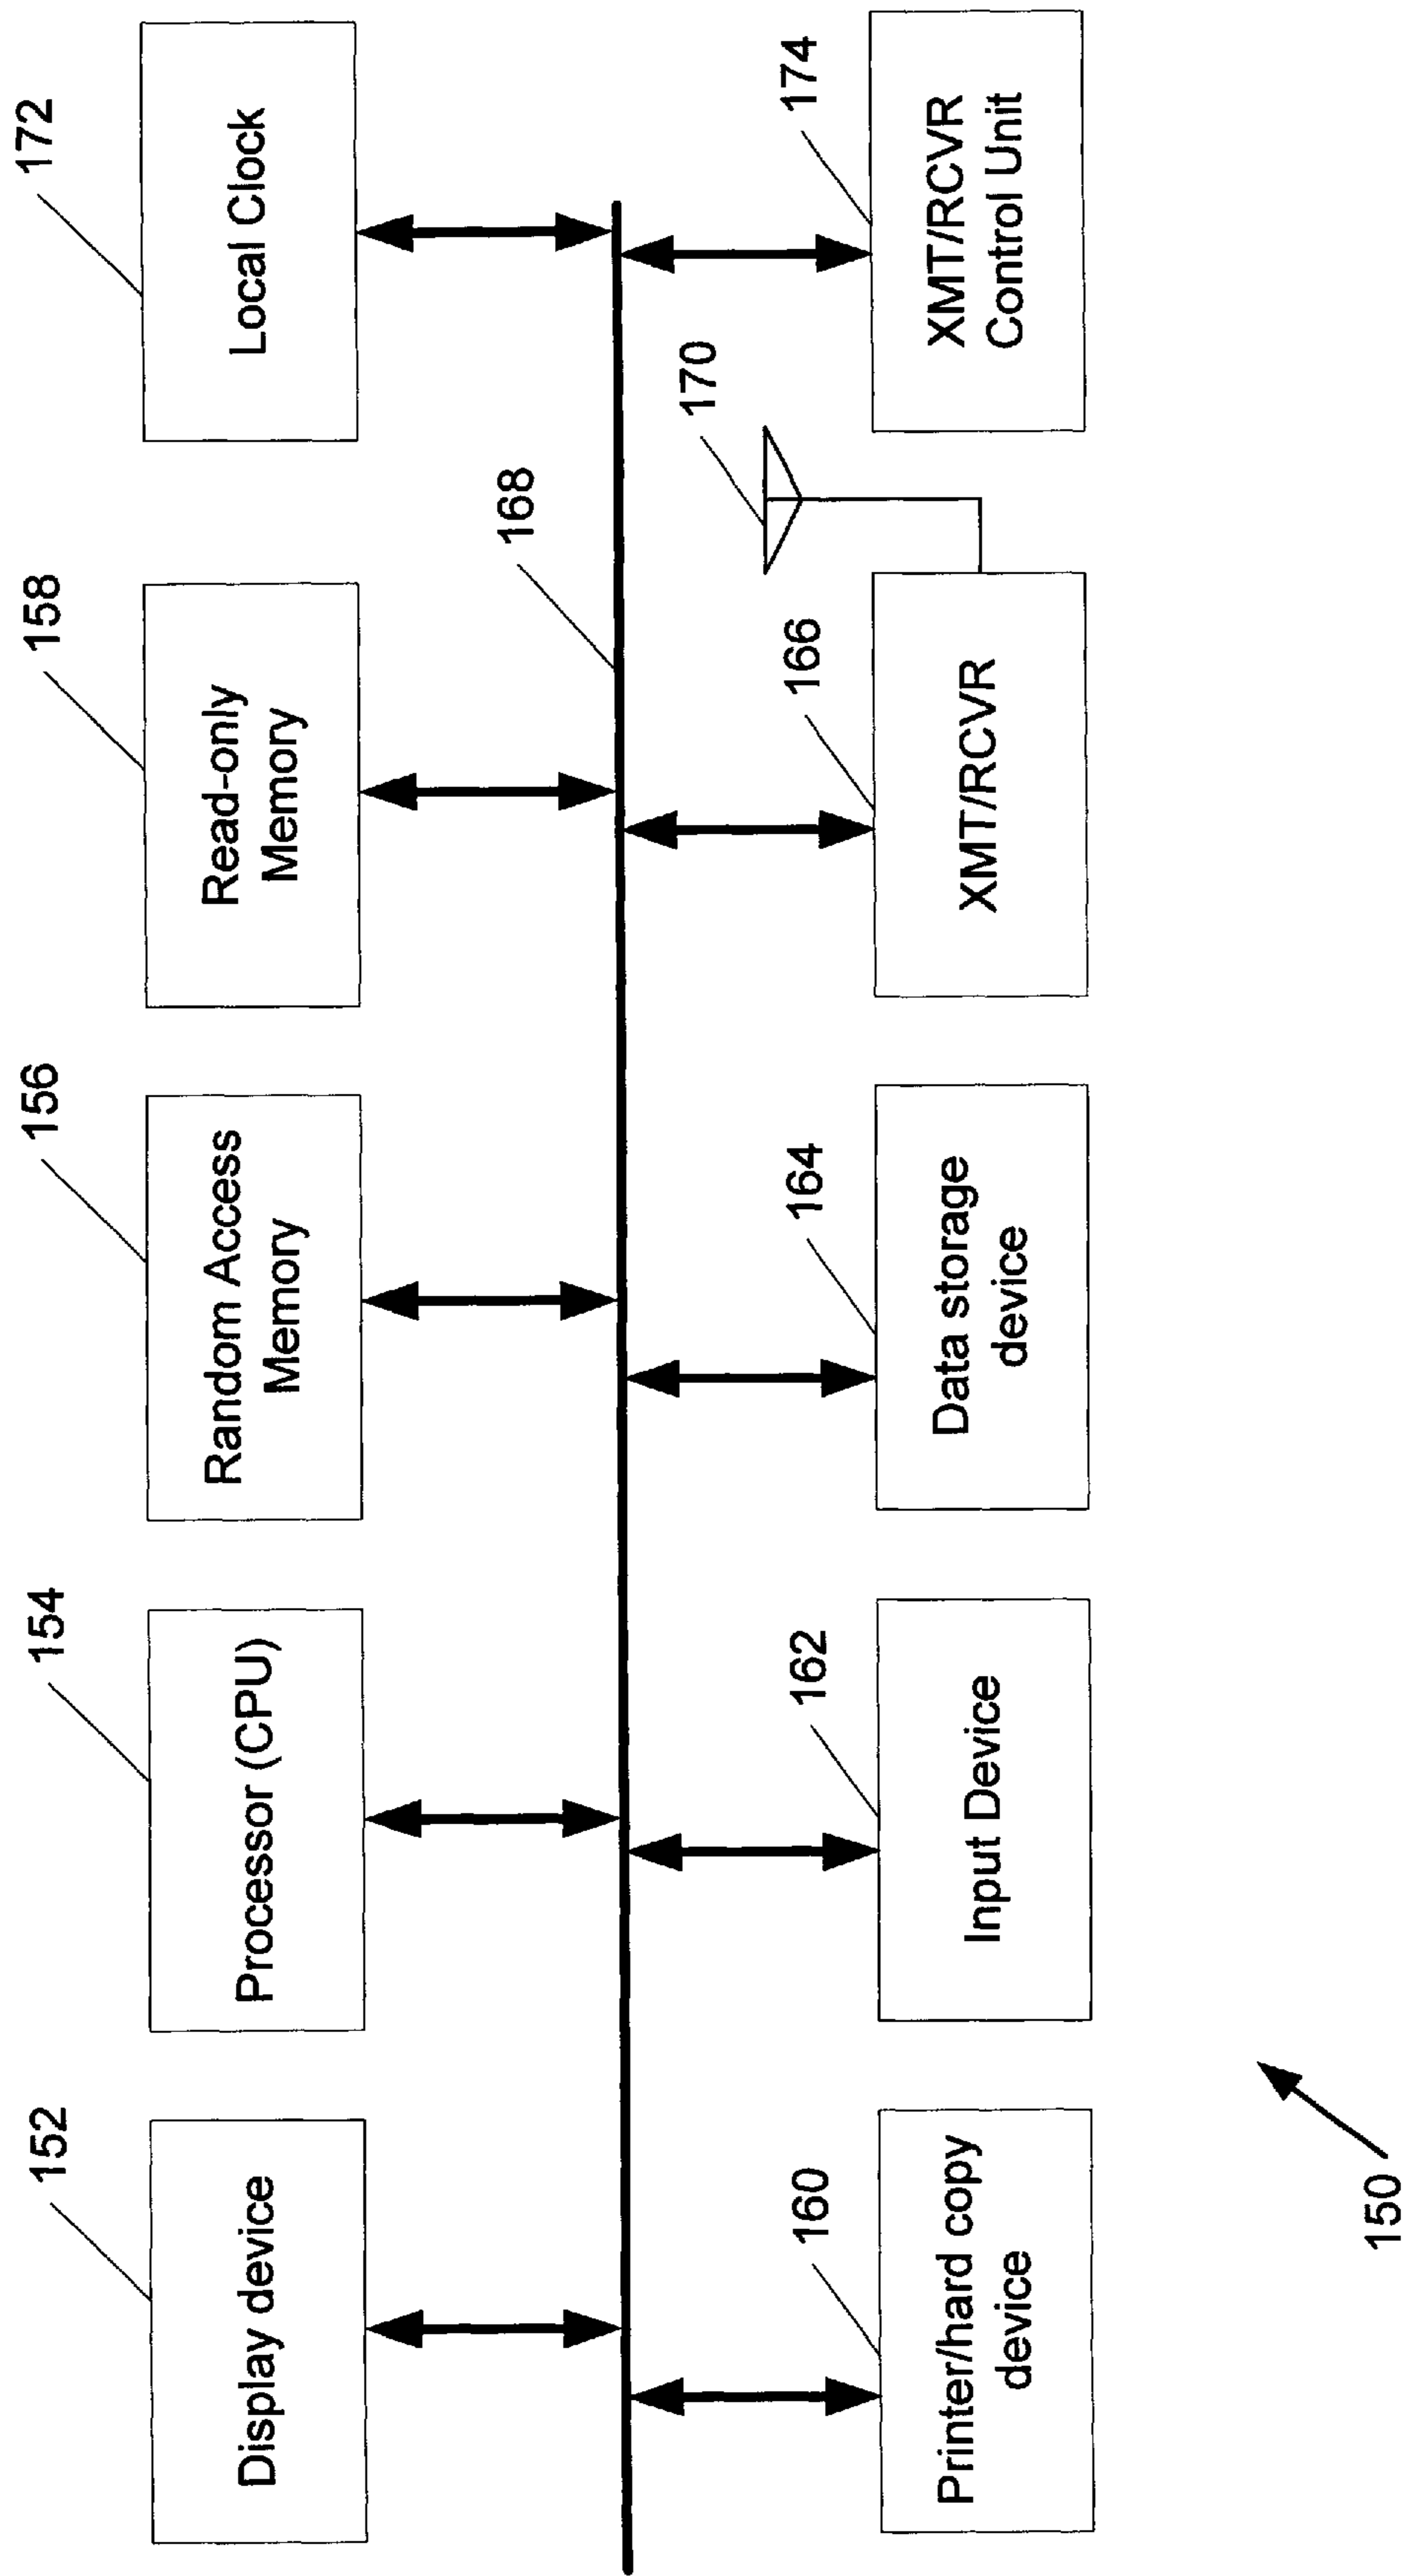 152
Display device
154
Processor (CPU)
156
Random Access
Memory
158
Read-only
Memory
172
Local Clock
168
160
Printer/hard copy
device
162
Input Device
164
Data storage
device
166
XMT/RCVR
170
174
XMT/RCVR
Control Unit
150